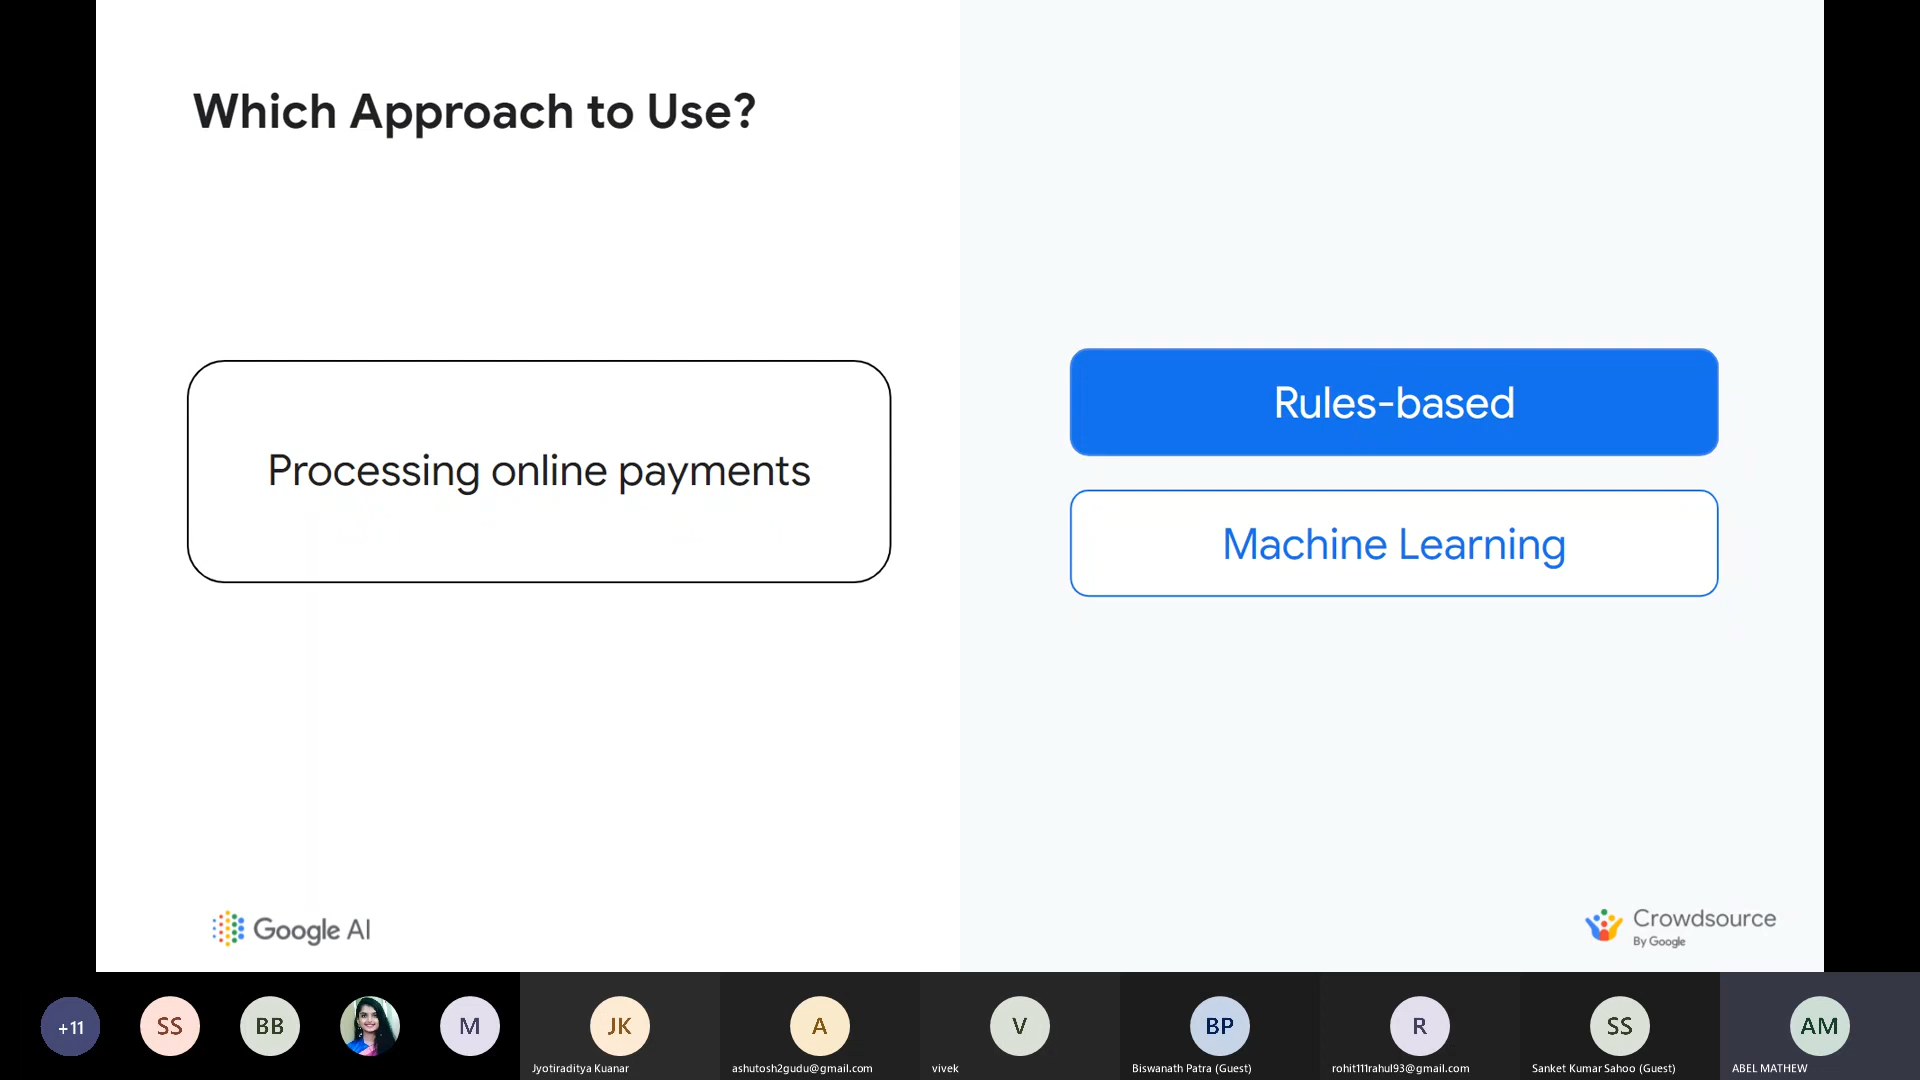 Which Approach to Use?
Processing online payments
Rules-based
Machine Learning
Google AI
Crowdsource
By Google
+11
SS
BB
M
JK
Jyotiraditya Kuanar
A
ashutosh2gudu@gmail.com
V
vivek
BP
Biswanath Patra (Guest)
R
rohit111rahul93@gmail.com
SS
Sanket Kumar Sahoo (Guest)
AM
ABEL MATHEW